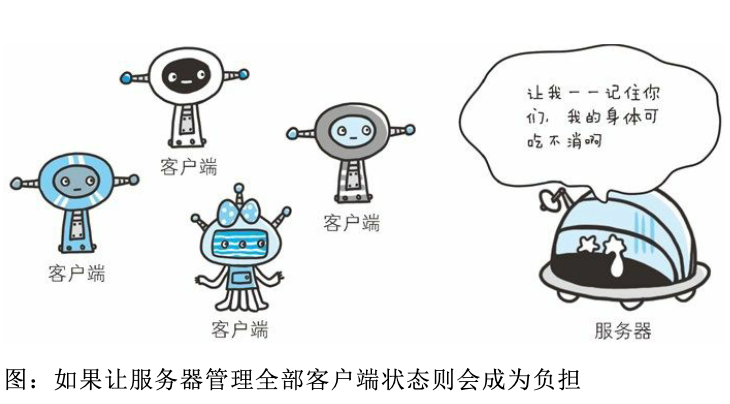 让我一一记住你
们，我的身体可
吃不消啊
客户端
客户端
客户端
客户端
服务器
图：如果让服务器管理全部客户端状态则会成为负担